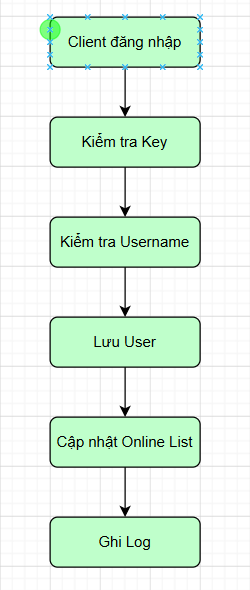 Client đăng nhập
Kiểm tra Key
Kiểm tra Username
Lưu User
Cập nhật Online List
Ghi Log